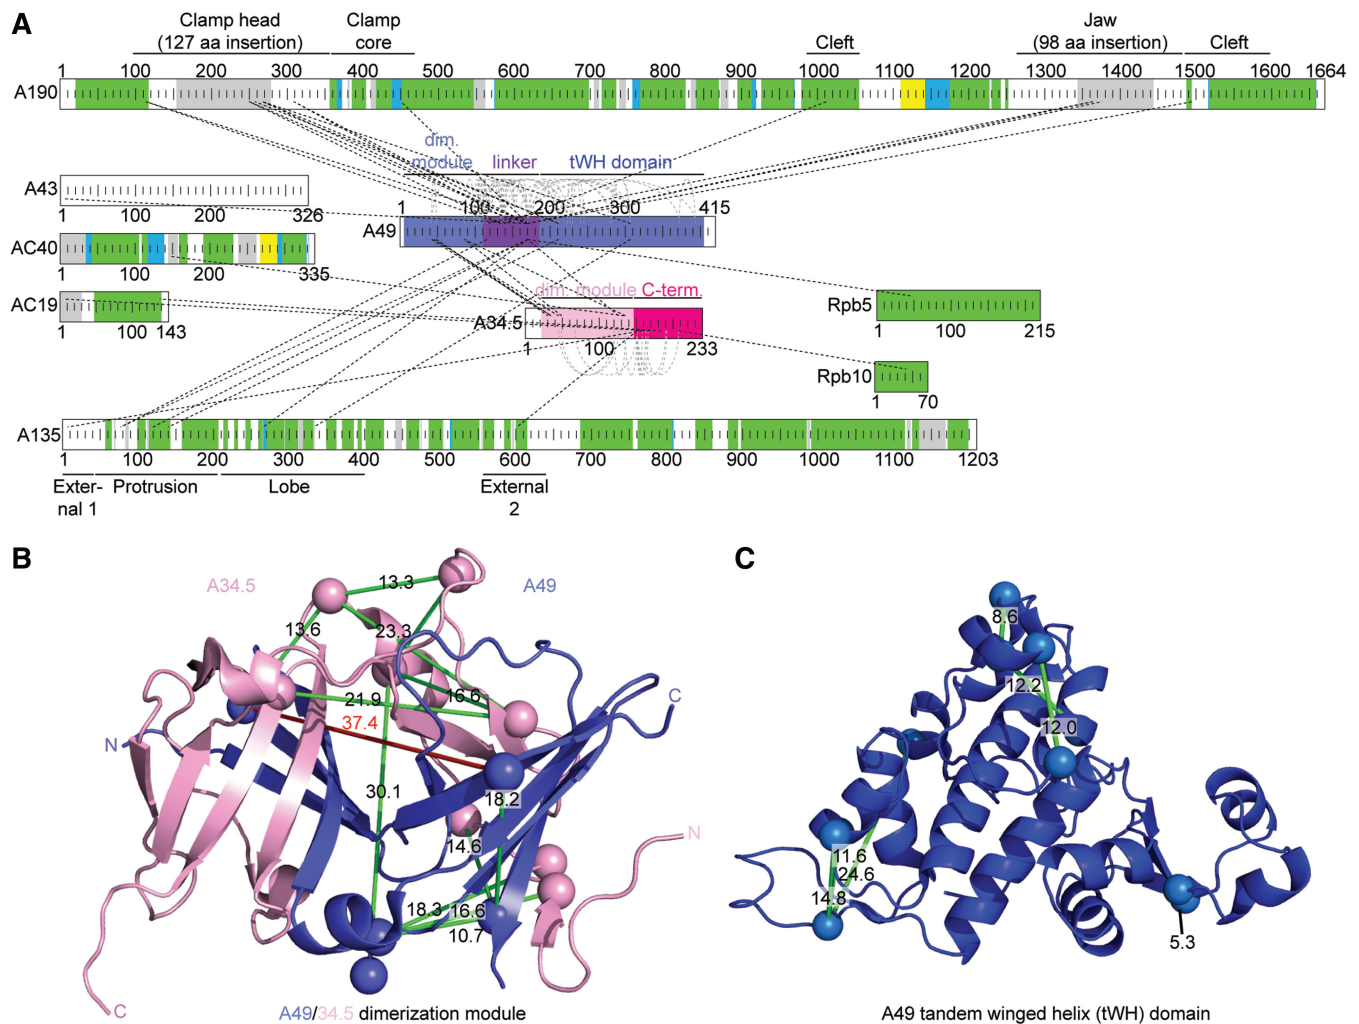 A
Clamp head
(127 aa insertion)
Clamp
core
Cleft
Jaw
(98 aa insertion)
Cleft
1 100 200 300 400 500 600 700 800 900 1000 1100 1200 1300 1400 1500 1600 1664
A190
dim.
module linker tWH domain
A43
1 100 200 326
1 100 200 300 415
A49
AC40
1 100 200 335
dim. module C-term.
AC19
1 100 143
A34.5
1 100 233
Rpb5
1 100 215
Rpb10
1 70
A135
1 100 200 300 400 500 600 700 800 900 1000 1100 1203
Exter-
nal 1
Protrusion
Lobe
External
2
B
A34.5
A49
13.3
13.6
23.3
21.9
16.6
37.4
C
N
30.1
18.2
14.6
N
18.3
16.6
10.7
C
A49/34.5 dimerization module
C
8.6
12.2
12.0
11.6
24.6
14.8
5.3
A49 tandem winged helix (tWH) domain